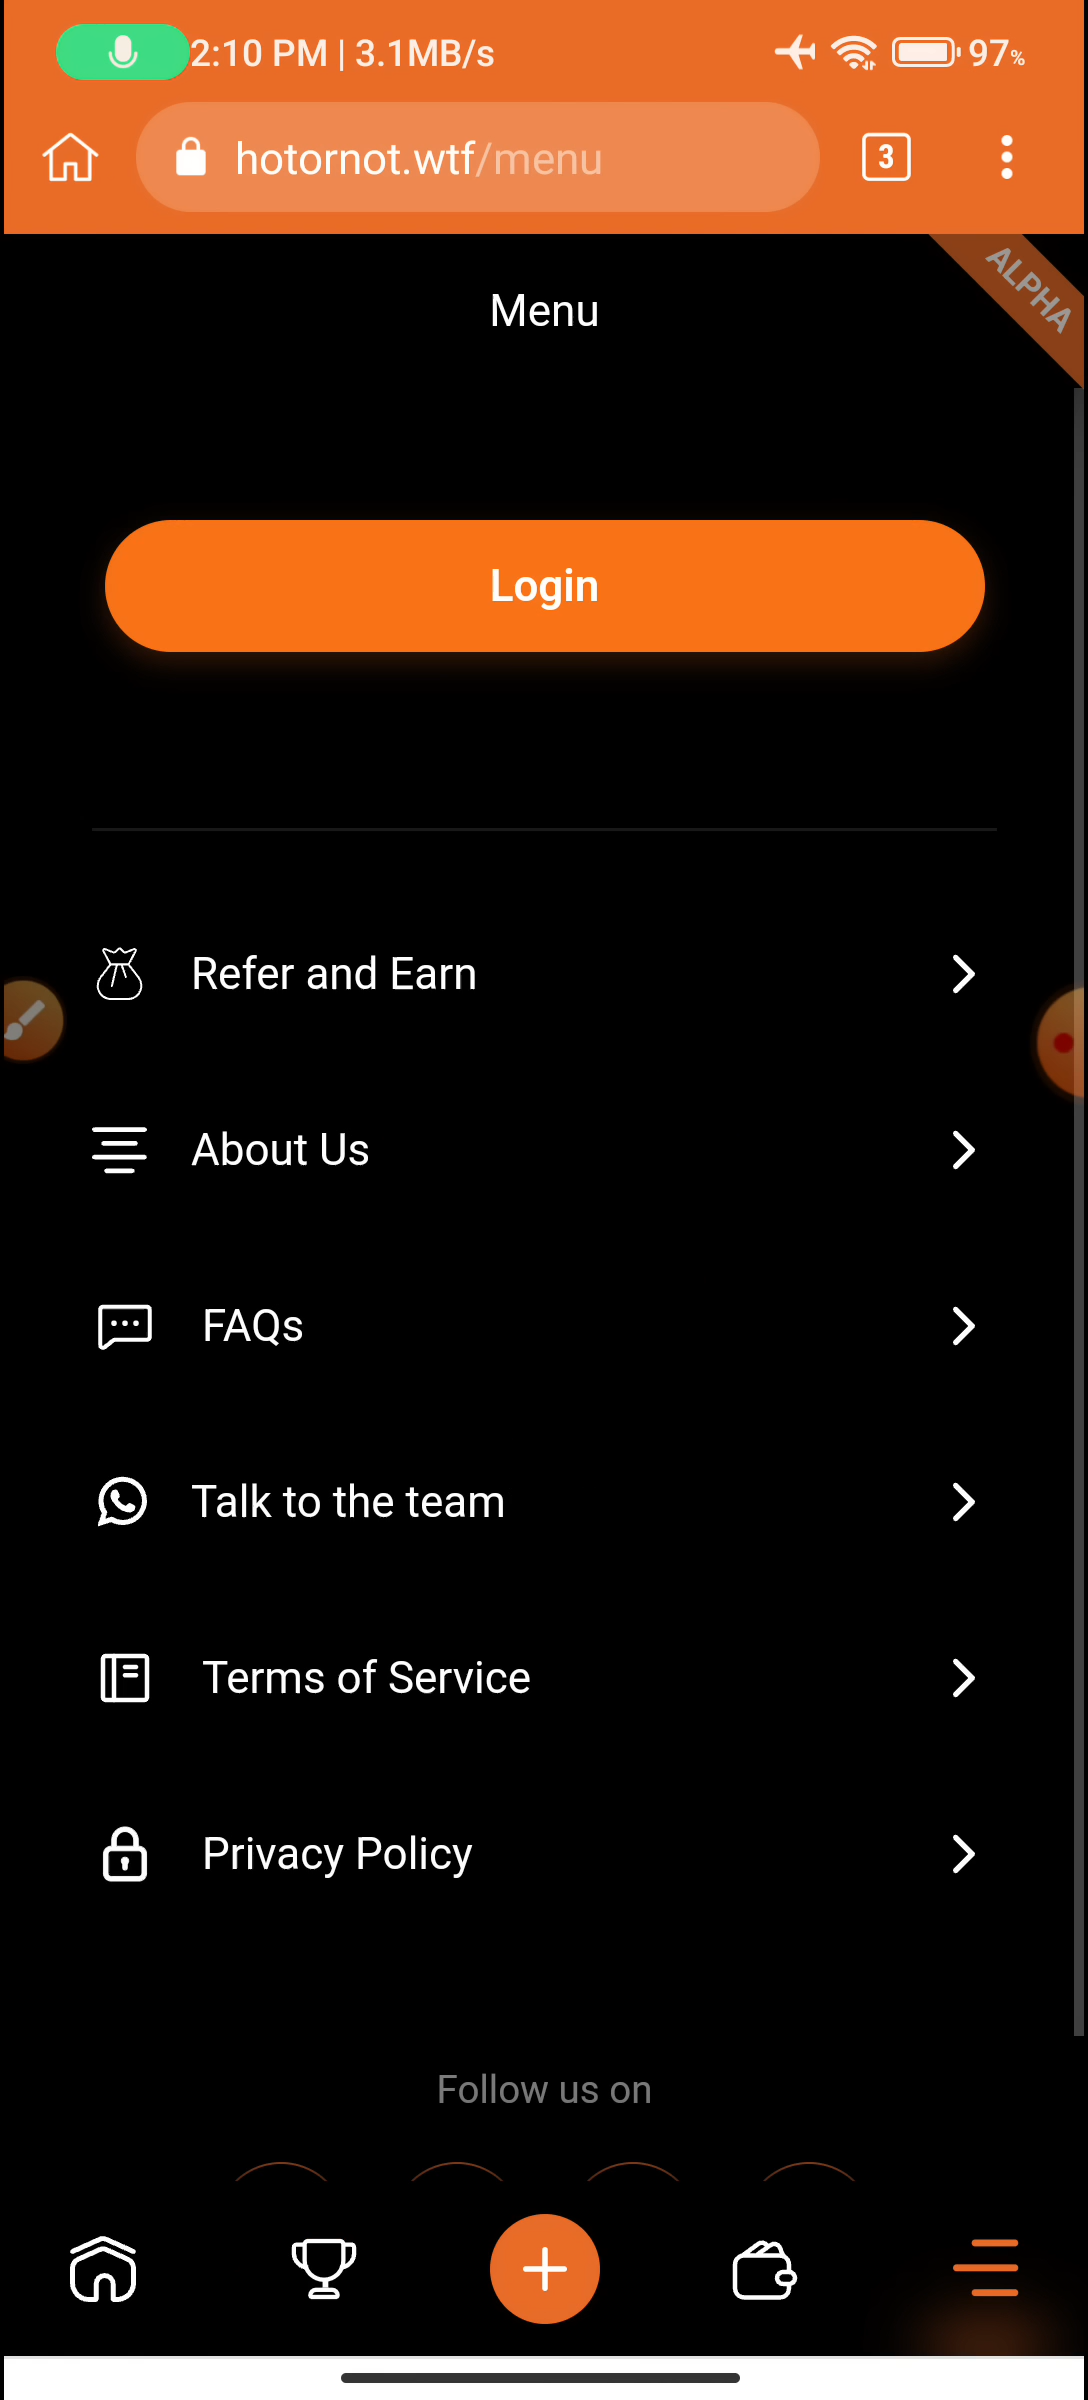 2:10 PM | 3.1MB/s 97%
hotornot.wtf/menu 3
ALPHA
Menu
Login
Refer and Earn
About Us
FAQs
Talk to the team
Terms of Service
Privacy Policy
Follow us on